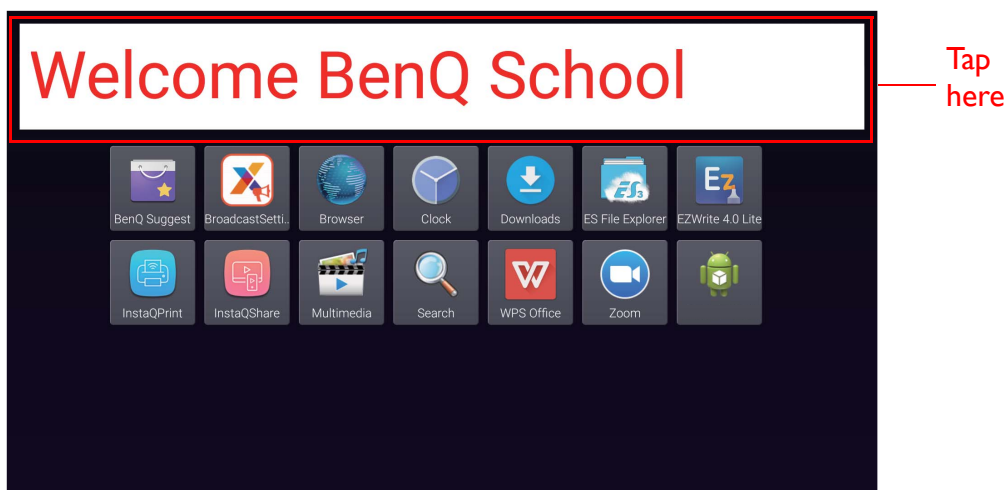 Welcome BenQ School
Tap
here
BenQ Suggest BroadcastSetti.. Browser Clock Downloads ES File Explorer EZWrite 4.0 Lite
InstaQPrint InstaQShare Multimedia Search WPS Office Zoom